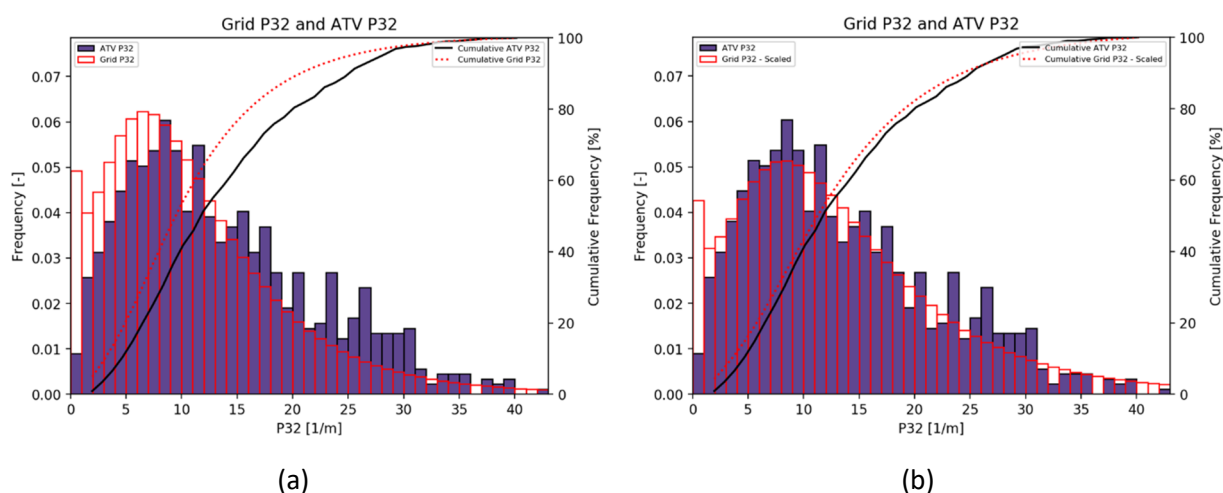 Grid P32 and ATV P32
ATV P32
Grid P32
Cumulative ATV P32
Cumulative Grid P32
Frequency [-]
0.07
0.06
0.05
0.04
0.03
0.02
0.01
0.00
0 5 10 15 20 25 30 35 40
P32 [1/m]
100
80
60
40
20
0
Cumulative Frequency [%]
(a)
Grid P32 and ATV P32
ATV P32
Grid P32 - Scaled
Cumulative ATV P32
Cumulative Grid P32 - Scaled
Frequency [-]
0.07
0.06
0.05
0.04
0.03
0.02
0.01
0.00
0 5 10 15 20 25 30 35 40
P32 [1/m]
100
80
60
40
20
0
Cumulative Frequency [%]
(b)